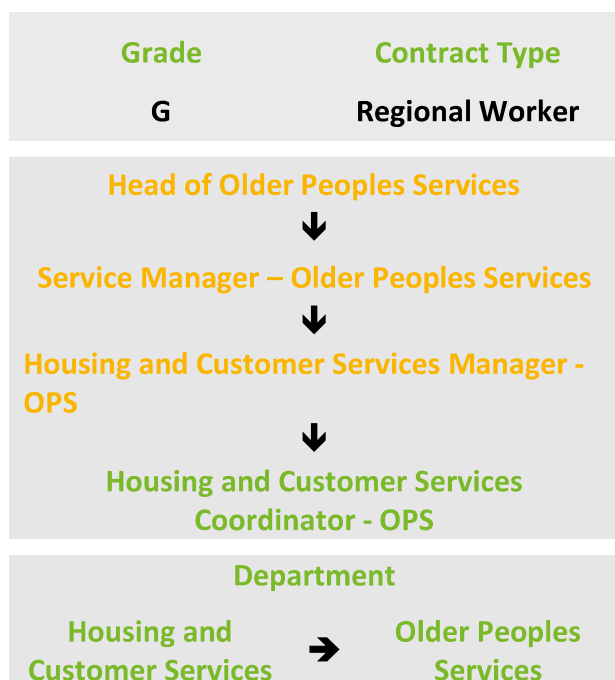 Grade Contract Type
G Regional Worker
Head of Older Peoples Services
Service Manager – Older Peoples Services
Housing and Customer Services Manager -
OPS
Housing and Customer Services
Coordinator - OPS
Department
Housing and Older Peoples
Customer Services Services